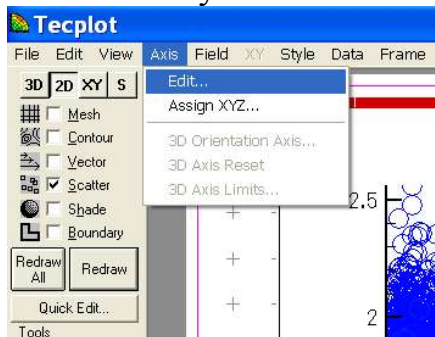 Tecplot
File Edit View Axis Field XY Style Data Frame
3D 2D XY S
Edit...
Assign XYZ...
3D Orientation Axis...
3D Axis Reset
3D Axis Limits...
Mesh
Contour
Vector
Scatter
Shade
Boundary
Redraw All
Redraw
Quick Edit...
Tools
2.5
2